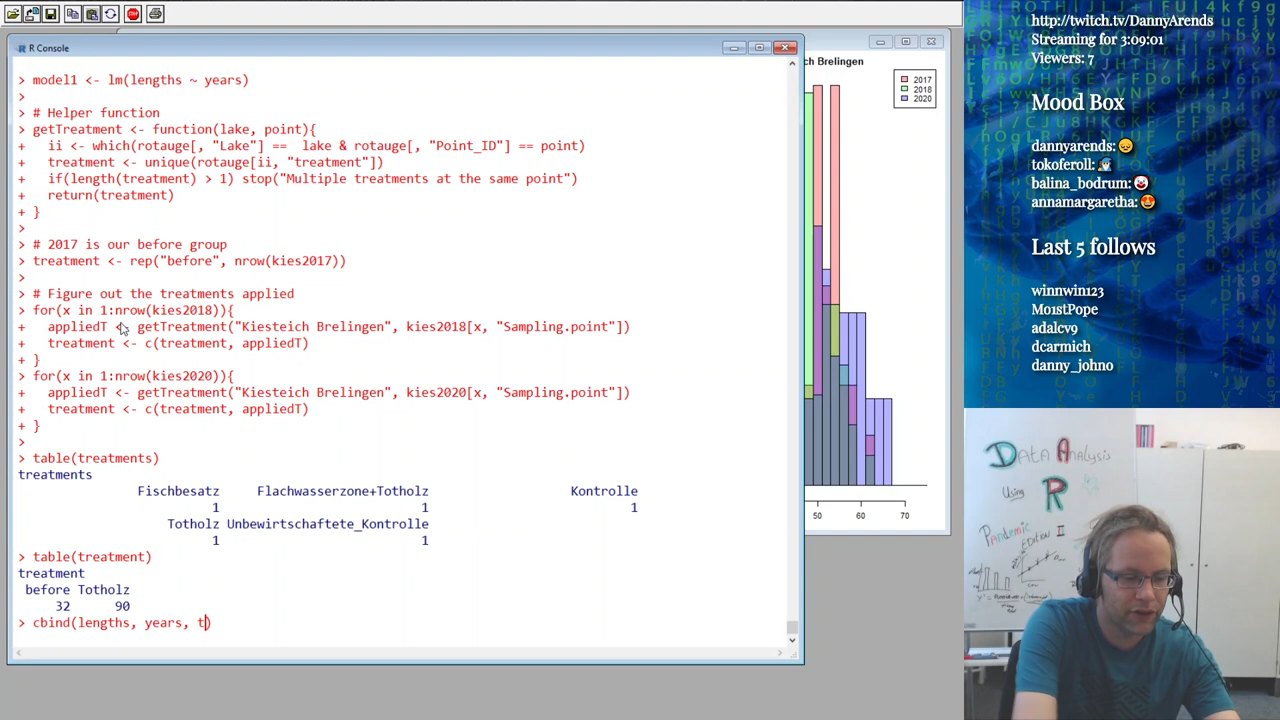 R Console
> model1 <- lm(lengths ~ years)
>
> # Helper function
> getTreatment <- function(lake, point){
+   ii <- which(rotauge[, "Lake"] ==  lake & rotauge[, "Point_ID"] == point)
+   treatment <- unique(rotauge[ii, "treatment"])
+   if(length(treatment) > 1) stop("Multiple treatments at the same point")
+   return(treatment)
+ }
>
> # 2017 is our before group
> treatment <- rep("before", nrow(kies2017))
>
> # Figure out the treatments applied
> for(x in 1:nrow(kies2018)){
+   appliedT <- getTreatment("Kiesteich Brelingen", kies2018[x, "Sampling.point"])
+   treatment <- c(treatment, appliedT)
+ }
> for(x in 1:nrow(kies2020)){
+   appliedT <- getTreatment("Kiesteich Brelingen", kies2020[x, "Sampling.point"])
+   treatment <- c(treatment, appliedT)
+ }
>
> table(treatments)
treatments
Fischbesatz Flachwasserzone+Totholz Kontrolle
1 1 1
Totholz Unbewirtschaftete_Kontrolle
1 1
> table(treatment)
treatment
before Totholz
32 90
> cbind(lengths, years, t)
ch Brelingen
2017
2018
2020
50 60 70
http://twitch.tv/DannyArends
Streaming for 3:09:01
Viewers: 7
Mood Box
dannyarends: 😞
tokoferoll:
balina_bodrum: 🤡
annamargaretha: 😍
Last 5 follows
winnwin123
Mo1stPope
adalcv9
dcarmich
danny_johno
Data Analysis
Using R
Pandemic
Edition II